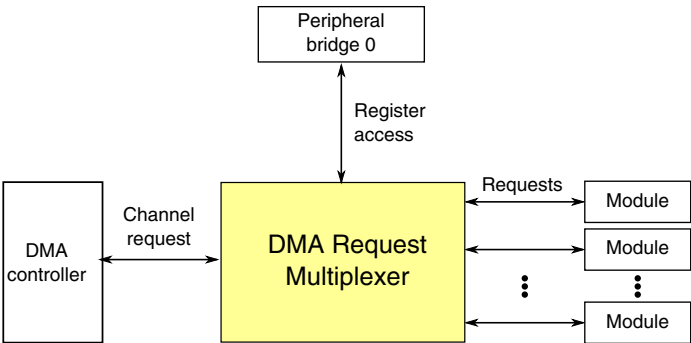 Peripheral
bridge 0
Register
access
Requests
Module
Channel
request
DMA
controller
DMA Request
Multiplexer
Module
Module